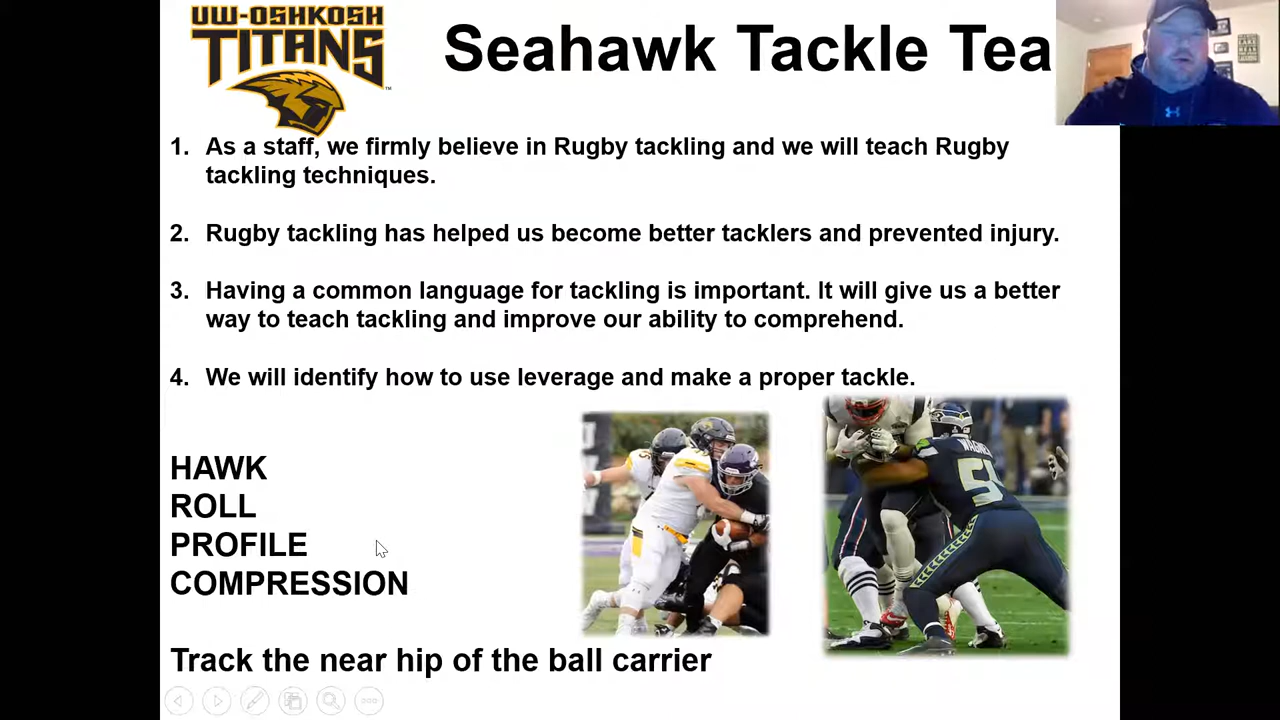 UW-OSHKOSH
TITANS
Seahawk Tackle Tea
1. As a staff, we firmly believe in Rugby tackling and we will teach Rugby
tackling techniques.
2. Rugby tackling has helped us become better tacklers and prevented injury.
3. Having a common language for tackling is important. It will give us a better
way to teach tackling and improve our ability to comprehend.
4. We will identify how to use leverage and make a proper tackle.
HAWK
ROLL
PROFILE
COMPRESSION
Track the near hip of the ball carrier